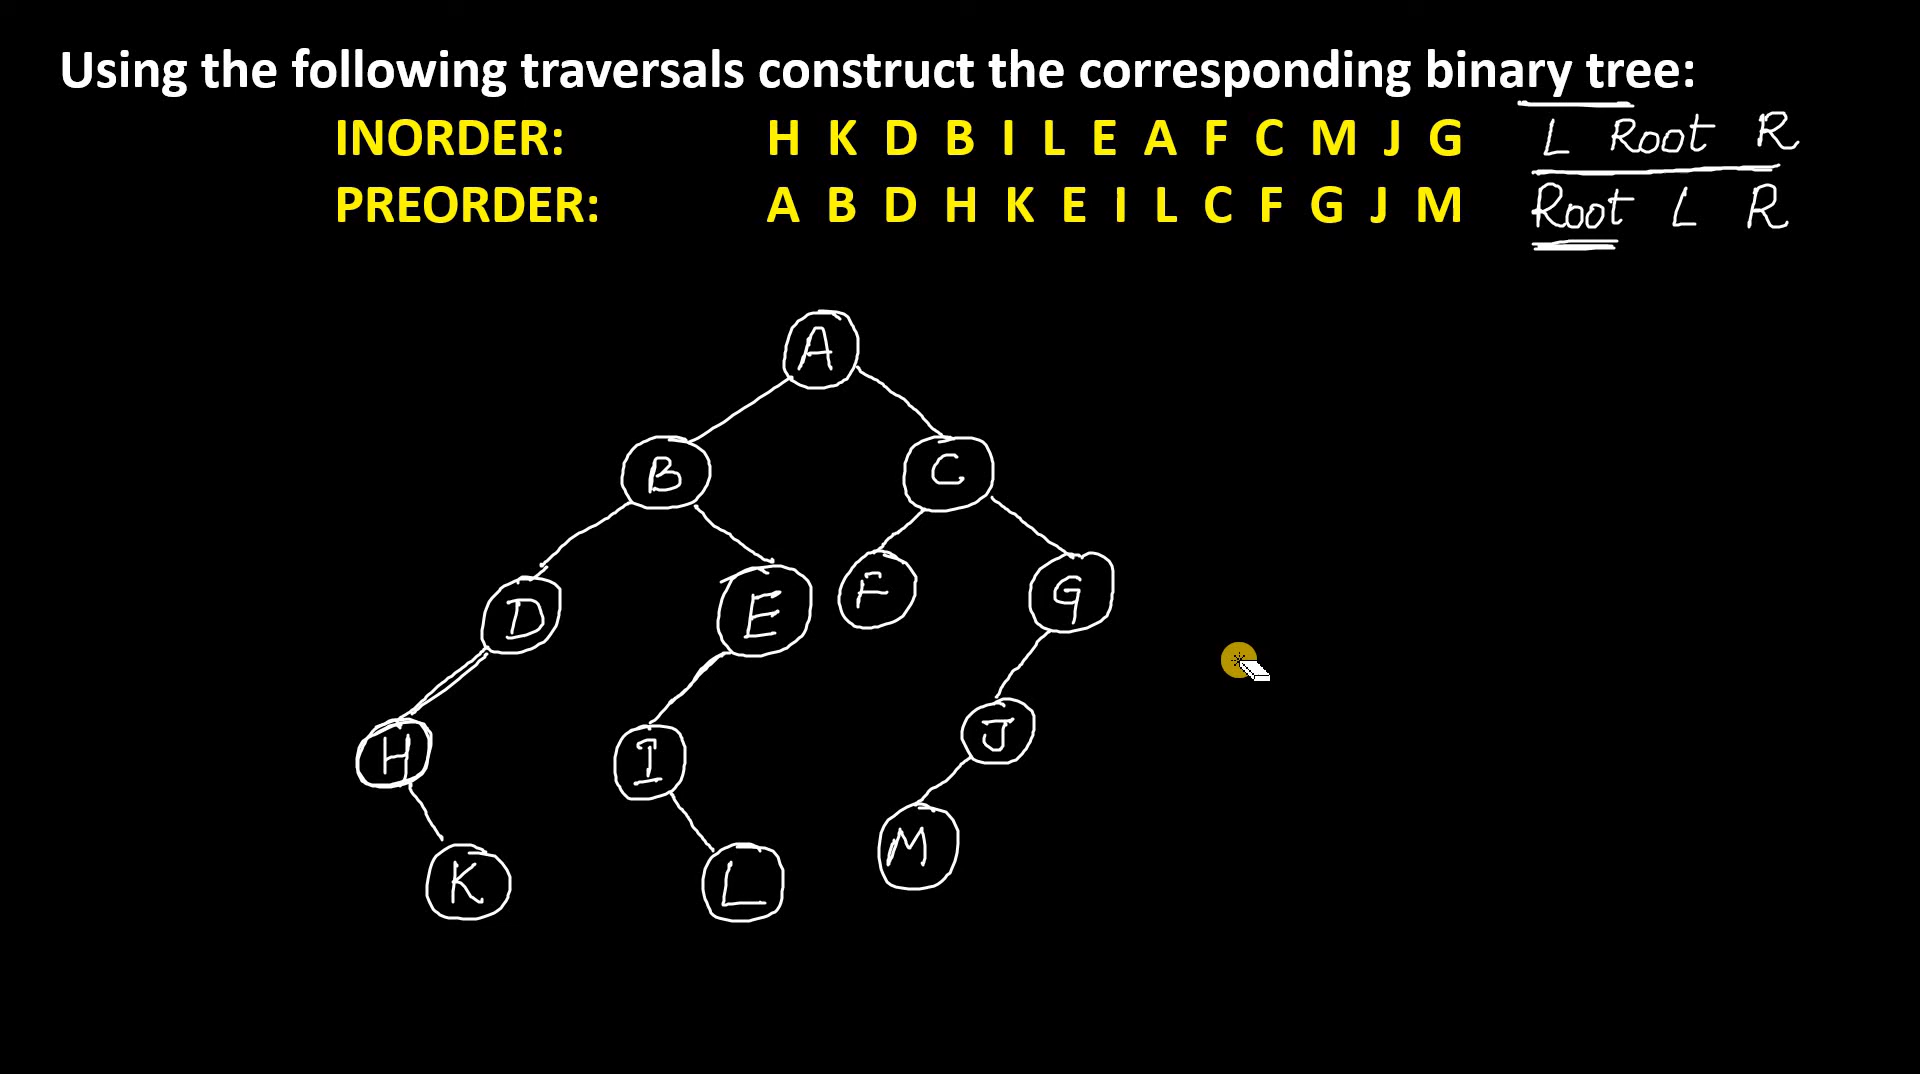 Using the following traversals construct the corresponding binary tree:
INORDER: H K D B I L E A F C M J G L Root R
PREORDER: A B D H K E I L C F G J M Root L R
A
B C
D E F G
H I J
K L M